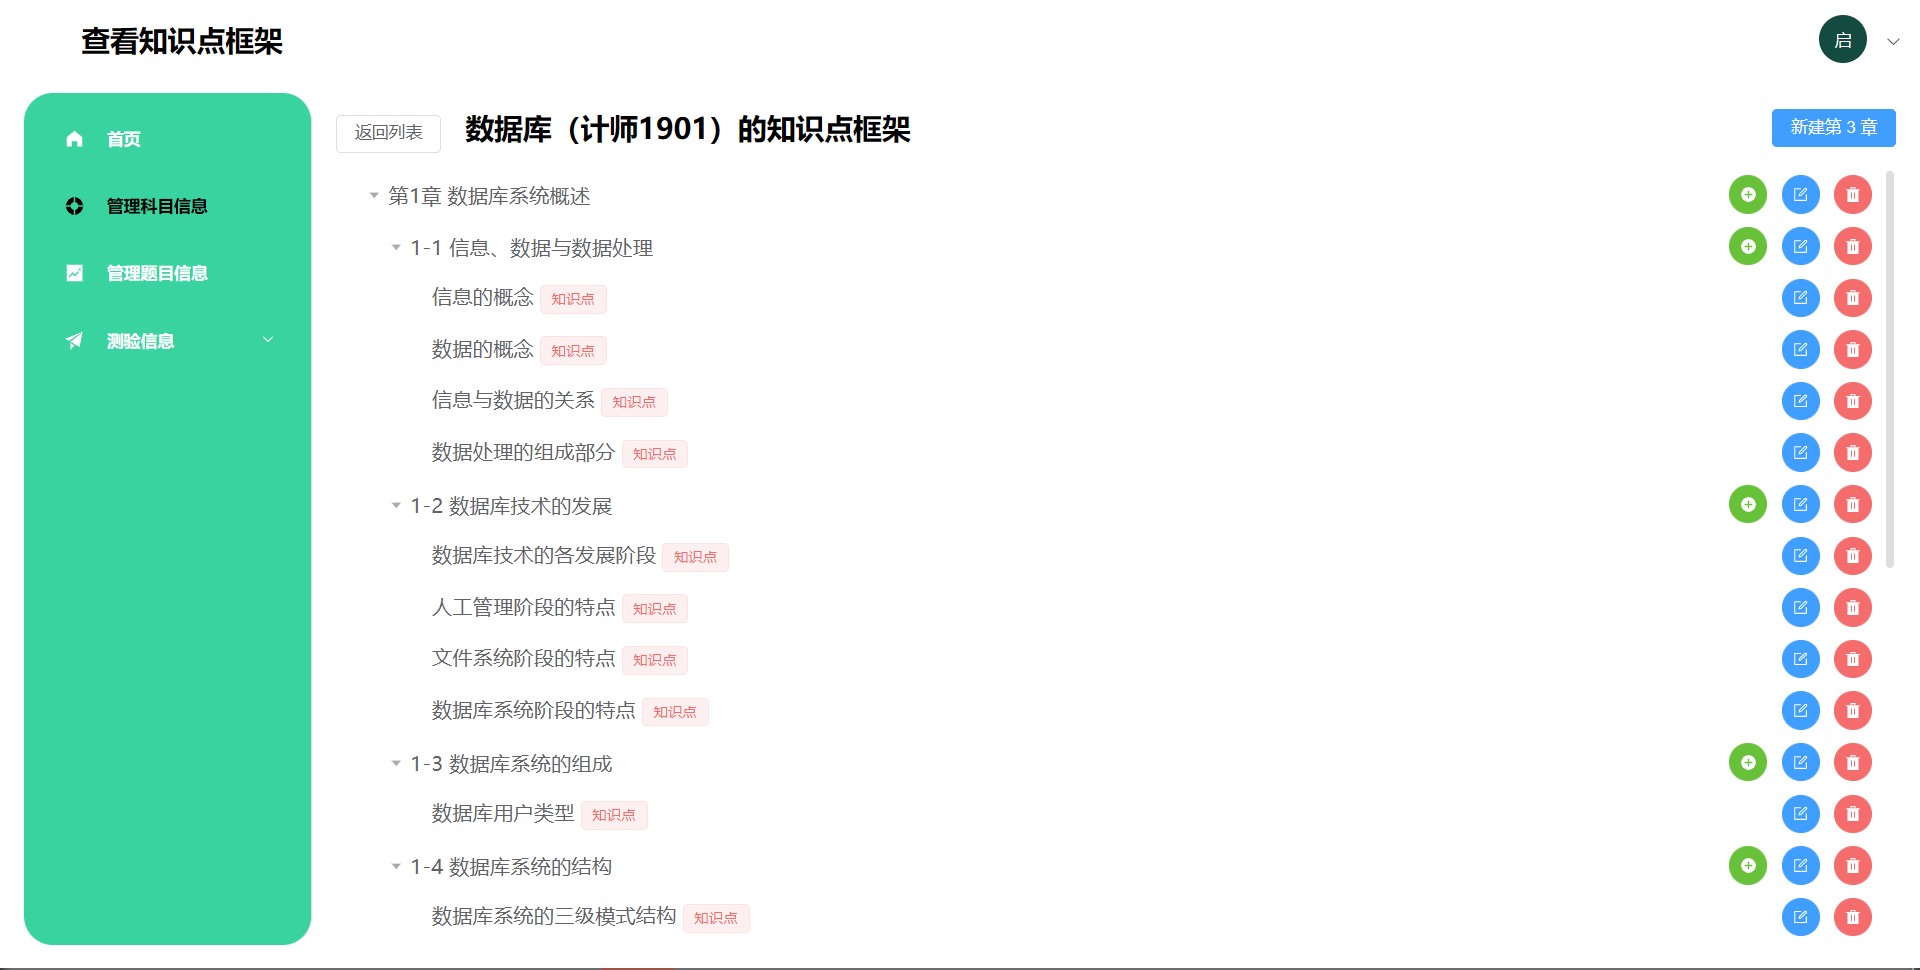 查看知识点框架
启
首页
管理科目信息
管理题目信息
测验信息
返回列表
数据库（计师1901）的知识点框架
新建第 3 章
第1章 数据库系统概述
1-1 信息、数据与数据处理
信息的概念 知识点
数据的概念 知识点
信息与数据的关系 知识点
数据处理的组成部分 知识点
1-2 数据库技术的发展
数据库技术的各发展阶段 知识点
人工管理阶段的特点 知识点
文件系统阶段的特点 知识点
数据库系统阶段的特点 知识点
1-3 数据库系统的组成
数据库用户类型 知识点
1-4 数据库系统的结构
数据库系统的三级模式结构 知识点